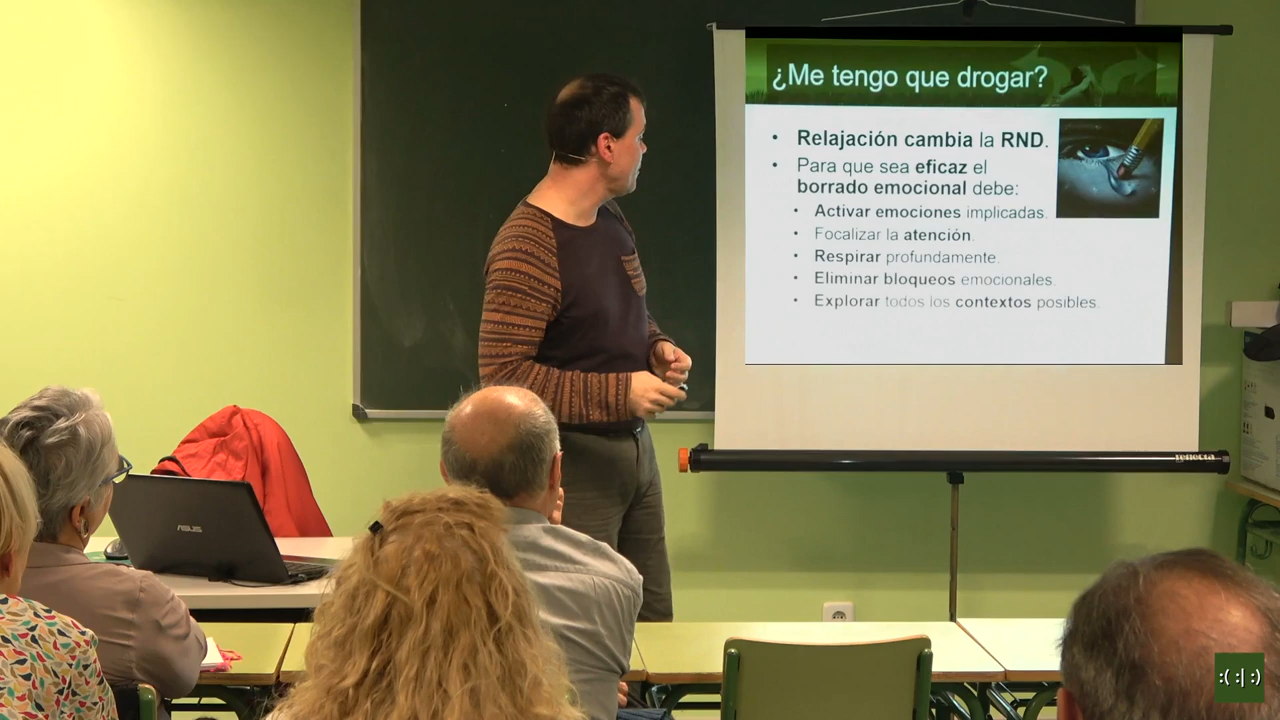 ¿Me tengo que drogar?
• Relajación cambia la RND.
• Para que sea eficaz el
borrado emocional debe:
• Activar emociones implicadas.
• Focalizar la atención.
• Respirar profundamente.
• Eliminar bloqueos emocionales.
• Explorar todos los contextos posibles.
reflecta
ASUS
:( :| :)